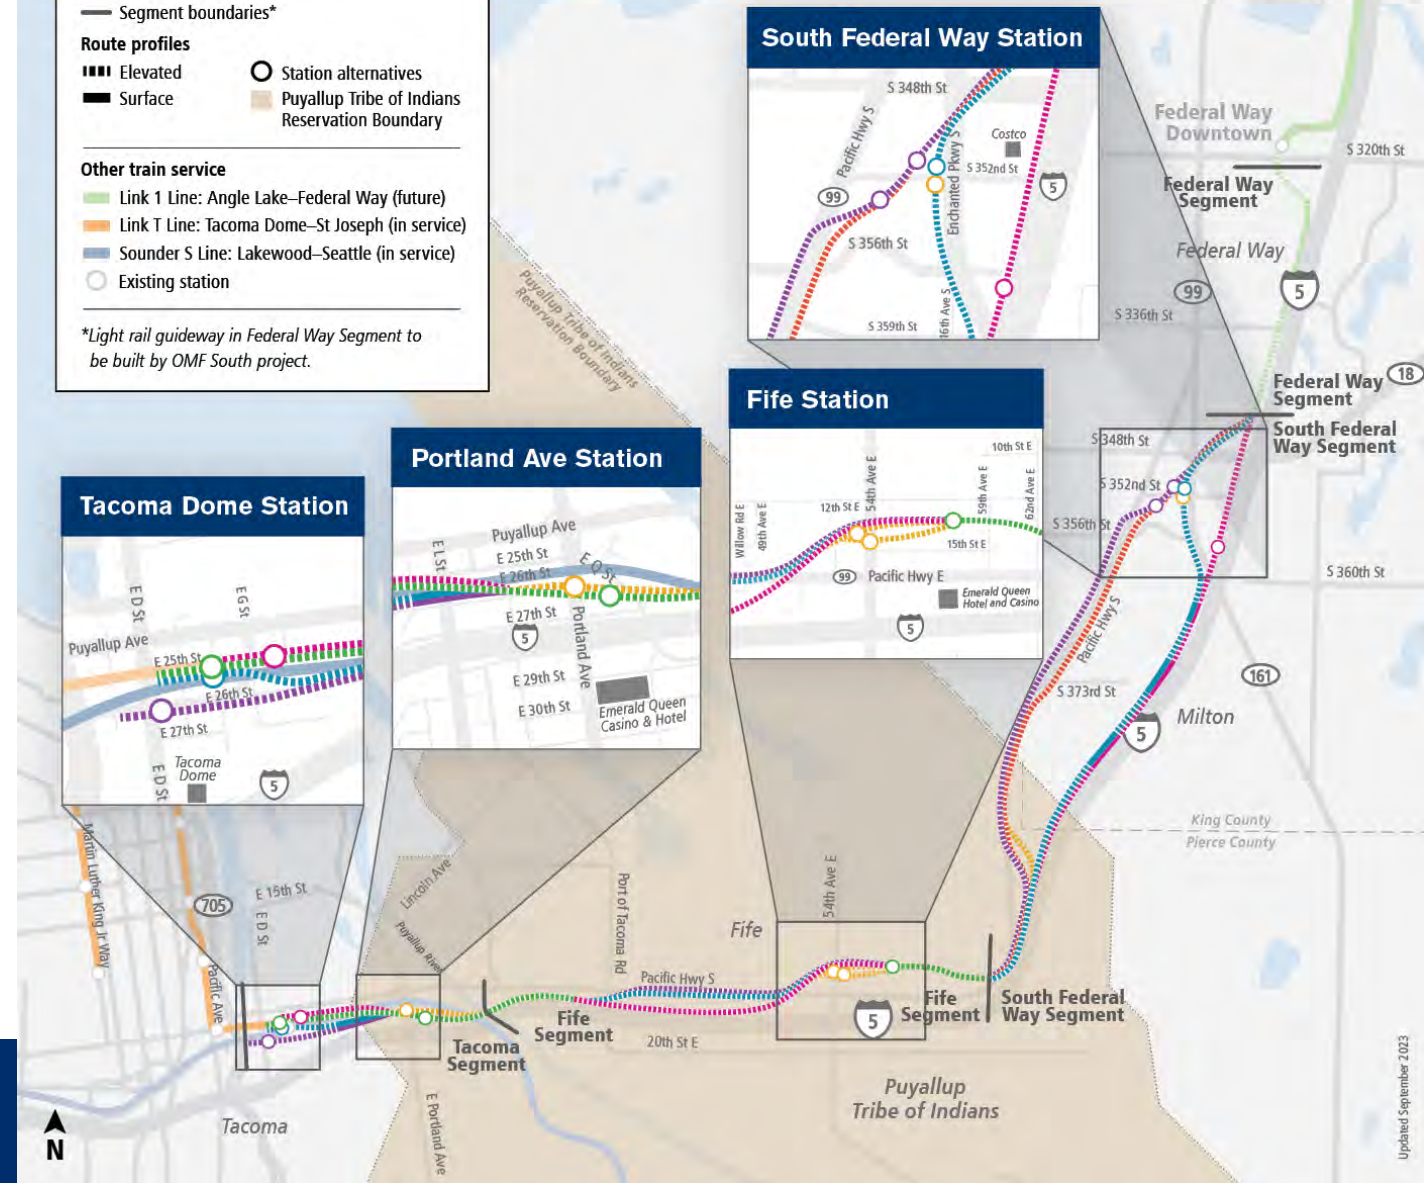 Segment boundaries*
Route profiles
Elevated
Surface
Station alternatives
Puyallup Tribe of Indians
Reservation Boundary
Other train service
Link 1 Line: Angle Lake–Federal Way (future)
Link T Line: Tacoma Dome–St Joseph (in service)
Sounder S Line: Lakewood–Seattle (in service)
Existing station
*Light rail guideway in Federal Way Segment to
be built by OMF South project.
South Federal Way Station
S 348th St
Pacific Hwy S
Costco
Enchanted Pkwy S
S 352nd St
99
5
S 356th St
16th Ave S
S 359th St
Federal Way
Downtown
S 320th St
Federal Way
Segment
Federal Way
99
5
S 336th St
18
Federal Way
Segment
South Federal
Way Segment
S 348th St
S 352nd St
S 356th St
S 360th St
Pacific Hwy S
161
S 373rd St
Milton
5
King County
Pierce County
Puyallup Tribe of Indians
Reservation Boundary
Fife Station
10th St E
54th Ave E
59th Ave E
62nd Ave E
12th St E
Willow Rd E
49th Ave E
15th St E
99
Pacific Hwy E
Emerald Queen
Hotel and Casino
5
Portland Ave Station
Puyallup Ave
E L St
E 25th St
E 26th St
E Q St
E 27th St
5
Portland Ave
E 29th St
E 30th St
Emerald Queen
Casino & Hotel
Tacoma Dome Station
E D St
E G St
Puyallup Ave
E 25th St
E 26th St
E 27th St
E D St
Tacoma
Dome
5
Martin Luther King Jr Way
705
E 15th St
E D St
Pacific Ave
Lincoln Ave
Puyallup River
Port of Tacoma Rd
54th Ave E
Fife
Pacific Hwy S
5
Fife
Segment
South Federal
Way Segment
Fife
Segment
Tacoma
Segment
20th St E
Puyallup
Tribe of Indians
E Portland Ave
Tacoma
N
Updated September 2023